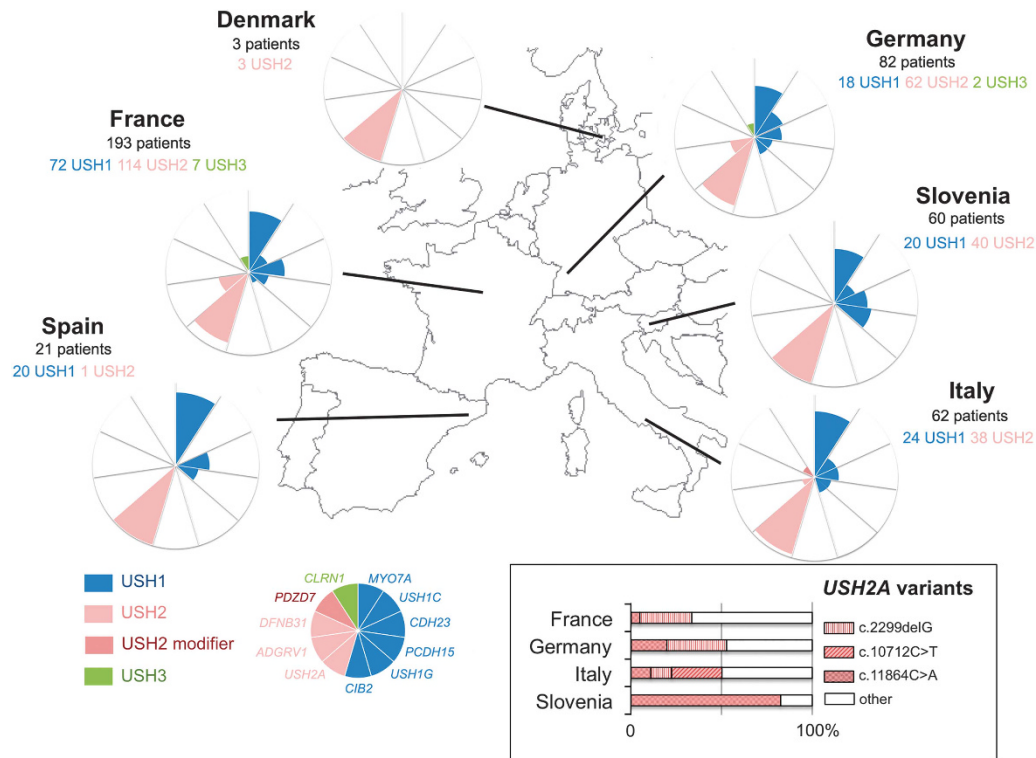 Denmark
3 patients
3 USH2
Germany
82 patients
18 USH1 62 USH2 2 USH3
France
193 patients
72 USH1 114 USH2 7 USH3
Slovenia
60 patients
20 USH1 40 USH2
Spain
21 patients
20 USH1 1 USH2
Italy
62 patients
24 USH1 38 USH2
USH1
USH2
USH2 modifier
USH3
CLRN1
MYO7A
PDZD7
USH1C
DFNB31
CDH23
ADGRV1
PCDH15
USH2A
USH1G
CIB2
USH2A variants
France
Germany
Italy
Slovenia
0
100%
c.2299delG
c.10712C>T
c.11864C>A
other